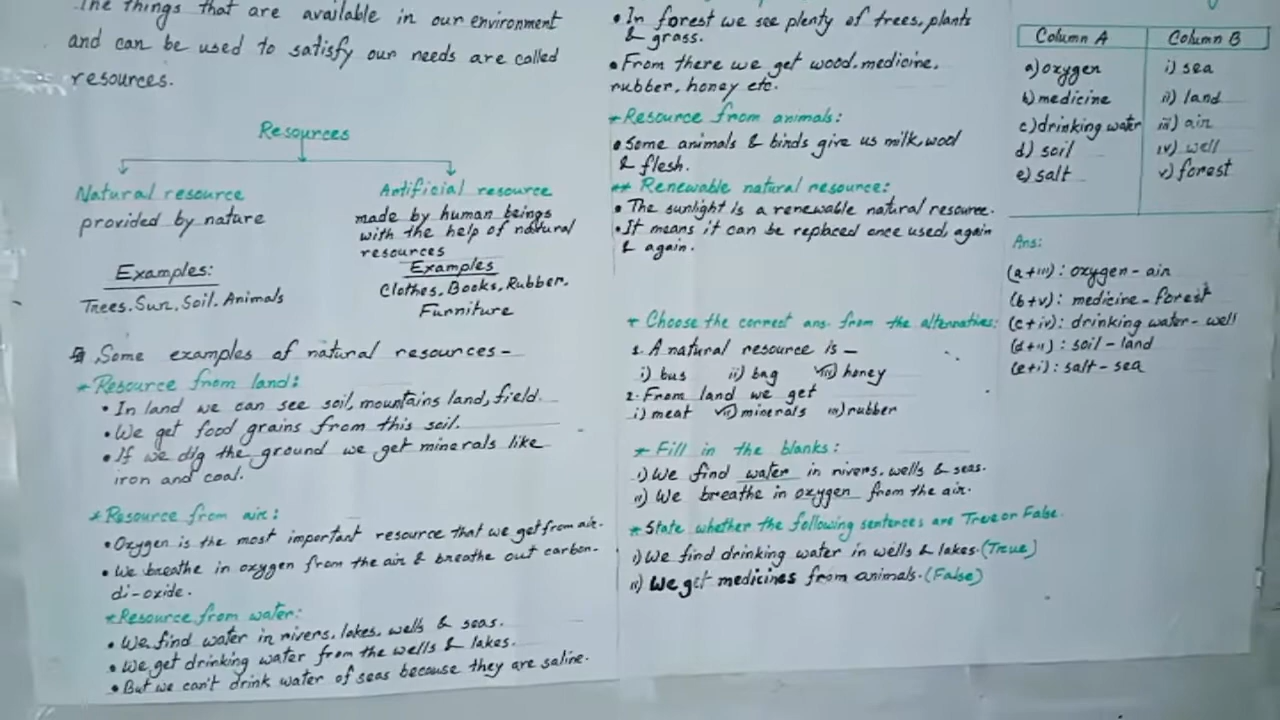 The things that are available in our environment
and can be used to satisfy our needs are called
resources.
Resources
Natural resource
provided by nature
Examples:
Trees, Sun, Soil, Animals
Artificial resource
made by human beings
with the help of natural
resources
Examples
Clothes, Books, Rubber,
Furniture
Some examples of natural resources-
* Resource from land:
• In land we can see soil, mountains land, field.
• We get food grains from this soil.
• If we dig the ground we get minerals like
iron and coal.
* Resource from air:
• Oxygen is the most important resource that we get from air.
• We breathe in oxygen from the air & breathe out carbon-
di-oxide.
* Resource from water:
• We find water in rivers, lakes, wells & seas.
• We get drinking water from the wells & lakes.
• But we can't drink water of seas because they are saline.
• In forest we see plenty of trees, plants
& grass.
• From there we get wood, medicine,
rubber, honey etc.
* Resource from animals:
• Some animals & birds give us milk, wool
& flesh.
** Renewable natural resource:
• The sunlight is a renewable natural resource.
• It means it can be replaced once used, again
& again.
* Choose the correct ans. from the alternatives:
1. A natural resource is —
i) bus ii) bag ✓iii) honey
2. From land we get
i) meat ✓ii) minerals iii) rubber
* Fill in the blanks:
i) We find water in rivers, wells & seas.
ii) We breathe in oxygen from the air.
* State whether the following sentences are True or False.
i) We find drinking water in wells & lakes. (True)
ii) We get medicines from animals. (False)
Column A Column B
a) oxygen i) sea
b) medicine ii) land
c) drinking water iii) air
d) soil iv) well
e) salt v) forest
Ans:
(a+iii): oxygen - air
(b+v): medicine - forest
(c+iv): drinking water - well
(d+ii): soil - land
(e+i): salt - sea